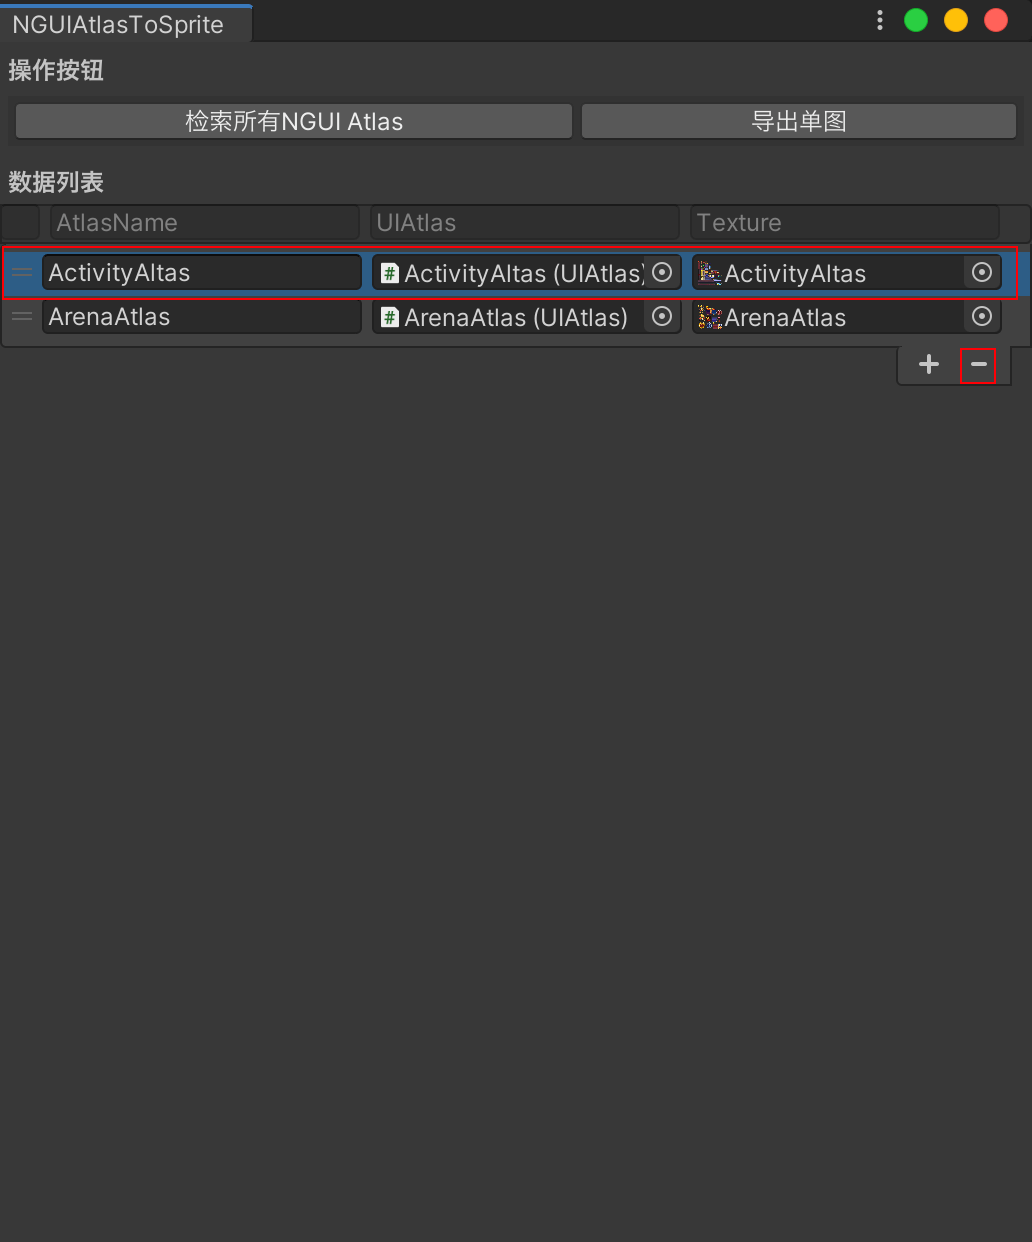 NGUIAtlasToSprite
操作按钮
检索所有NGUI Atlas 导出单图
数据列表
AtlasName UIAtlas Texture
ActivityAltas ActivityAltas (UIAtlas) ActivityAltas
ArenaAtlas ArenaAtlas (UIAtlas) ArenaAtlas